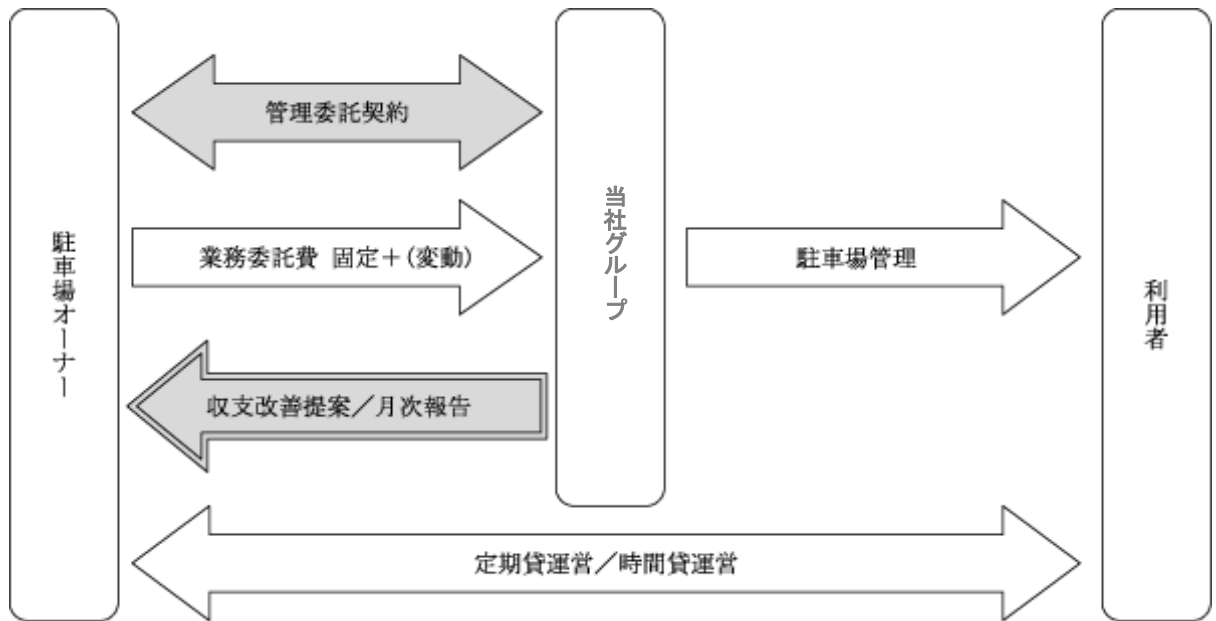 駐車場オーナー
管理委託契約
業務委託費 固定＋(変動)
収支改善提案／月次報告
当社グループ
駐車場管理
利用者
定期貸運営／時間貸運営